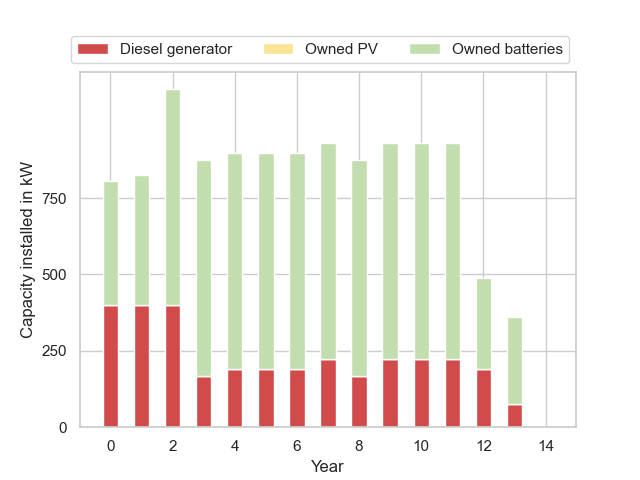 Diesel generator Owned PV Owned batteries
Capacity installed in kW
750
500
250
0
0 2 4 6 8 10 12 14
Year